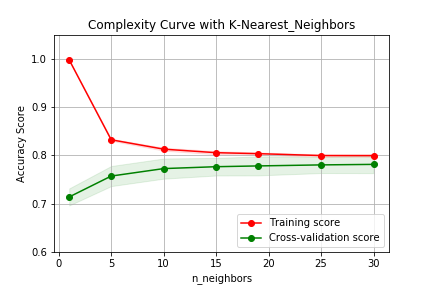 Complexity Curve with K-Nearest_Neighbors
Accuracy Score
1.0
0.9
0.8
0.7
0.6
0 5 10 15 20 25 30
n_neighbors
Training score
Cross-validation score